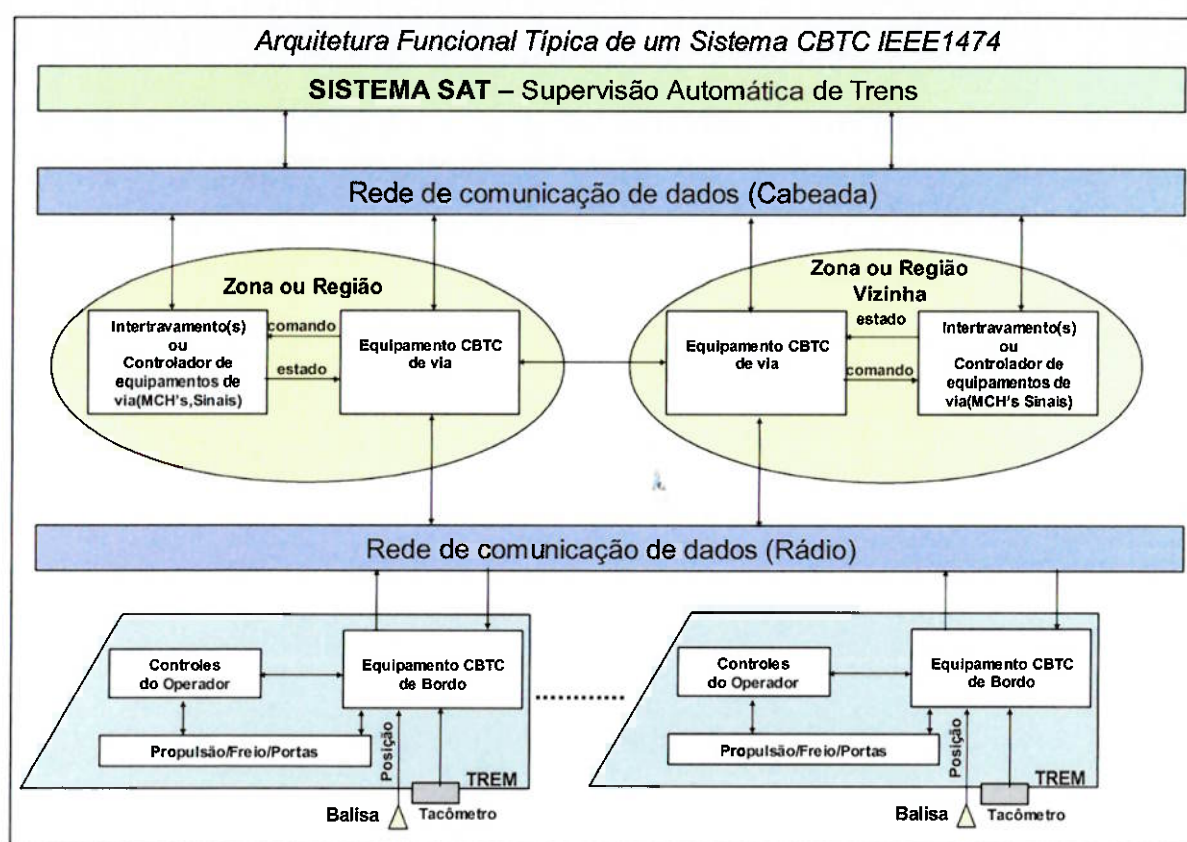 Arquitetura Funcional Típica de um Sistema CBTC IEEE1474
SISTEMA SAT – Supervisão Automática de Trens
Rede de comunicação de dados (Cabeada)
Zona ou Região
Intertravamento(s)
ou
Controlador de
equipamentos de
via(MCH's,Sinais)
comando
estado
Equipamento CBTC
de via
Zona ou Região
Vizinha
Equipamento CBTC
de via
estado
comando
Intertravamento(s)
ou
Controlador de
equipamentos de
via(MCH's Sinais)
Rede de comunicação de dados (Rádio)
Controles
do Operador
Equipamento CBTC
de Bordo
Propulsão/Freio/Portas
Posição
TREM
Balisa
Tacômetro
Controles
do Operador
Equipamento CBTC
de Bordo
Propulsão/Freio/Portas
Posição
TREM
Balisa
Tacômetro